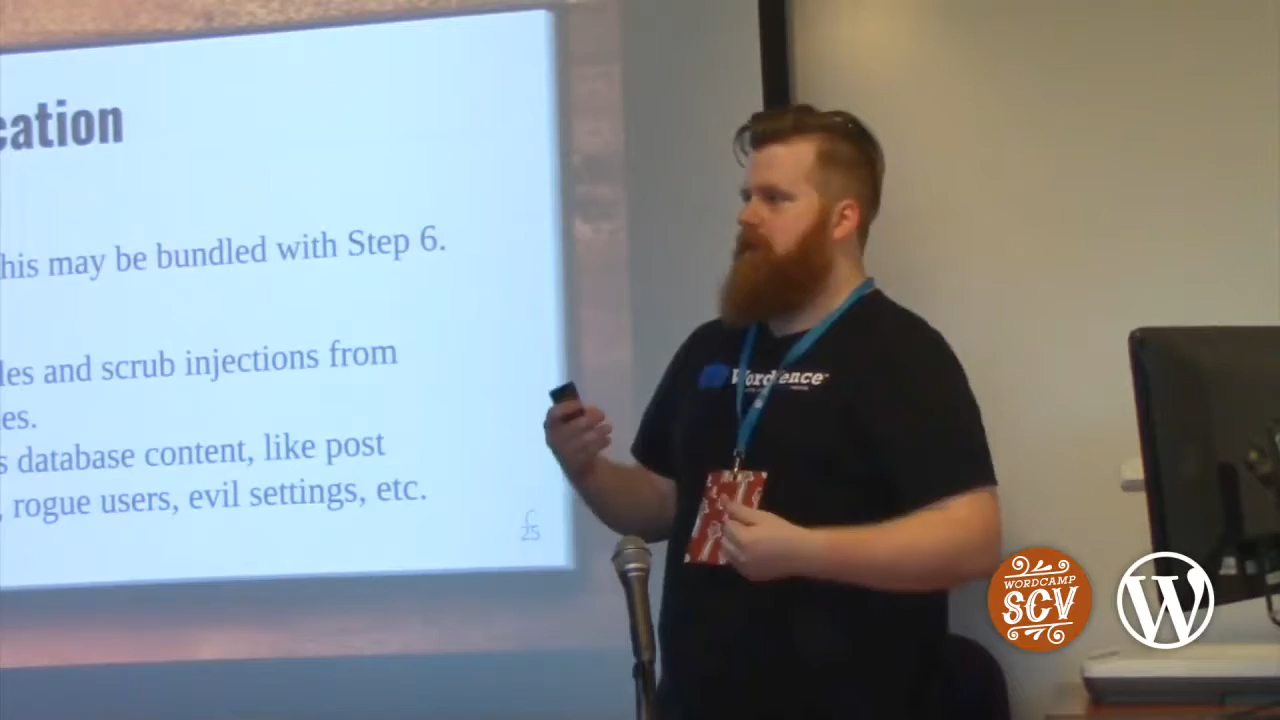 cation
his may be bundled with Step 6.
les and scrub injections from
es.
s database content, like post
, rogue users, evil settings, etc.
25
Wordfence
WORDCAMP
SCV
W